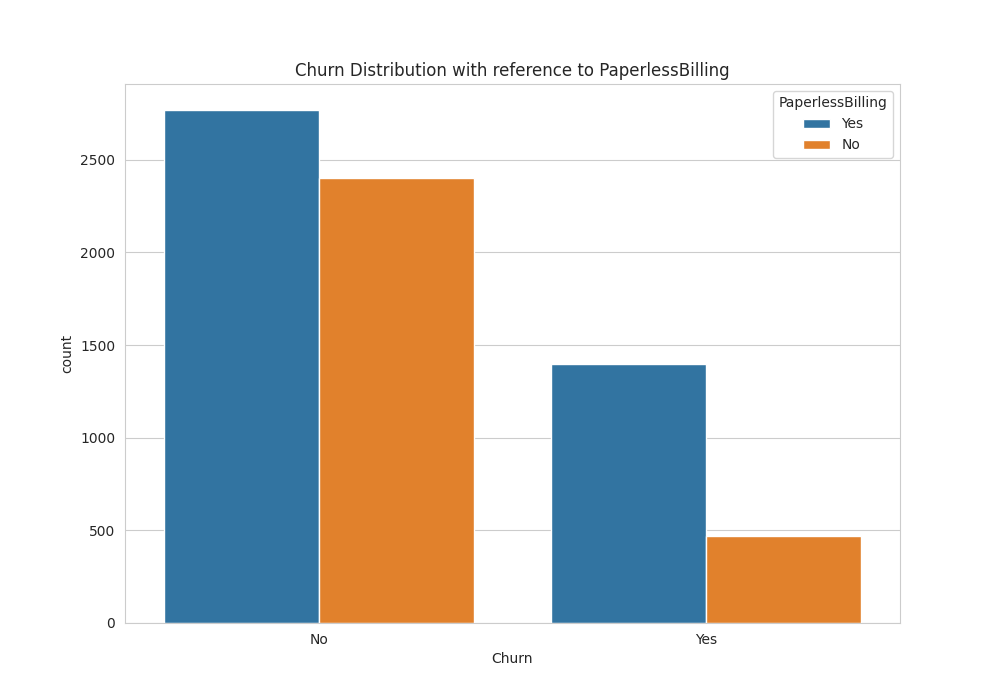 Churn Distribution with reference to PaperlessBilling
PaperlessBilling
Yes
No
2500
2000
1500
1000
500
0
count
No
Yes
Churn